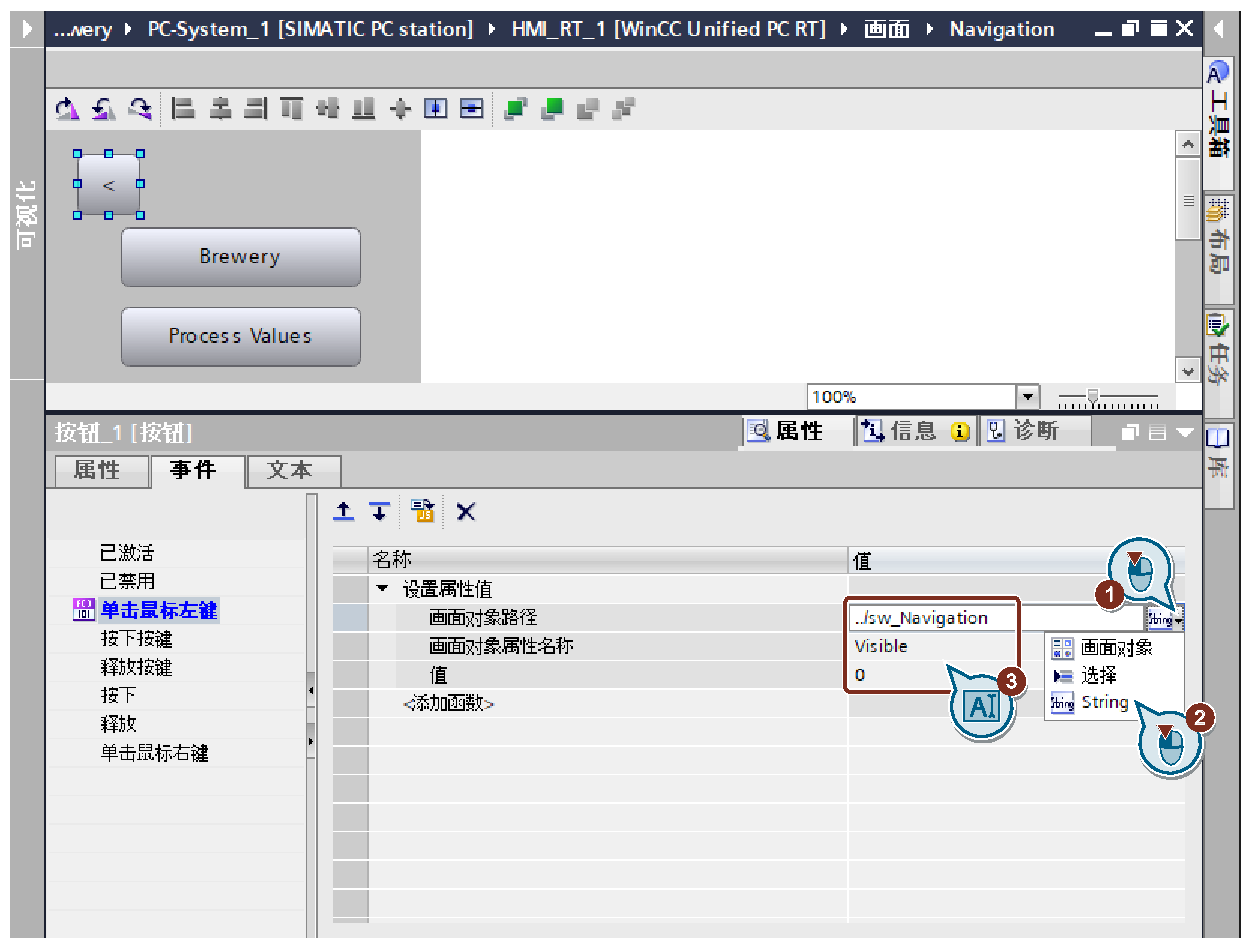 ...wery ▸ PC-System_1 [SIMATIC PC station] ▸ HMI_RT_1 [WinCC Unified PC RT] ▸ 画面 ▸ Navigation
工具箱
布局
任务
库
可视化
<
Brewery
Process Values
100%
按钮_1 [按钮]
属性
信息
诊断
属性
事件
文本
已激活
已禁用
单击鼠标左键
按下按键
释放按键
按下
释放
单击鼠标右键
名称
值
设置属性值
画面对象路径
../sw_Navigation
String
画面对象属性名称
Visible
值
0
<添加函数>
画面对象
选择
String
String
1
2
3
AI